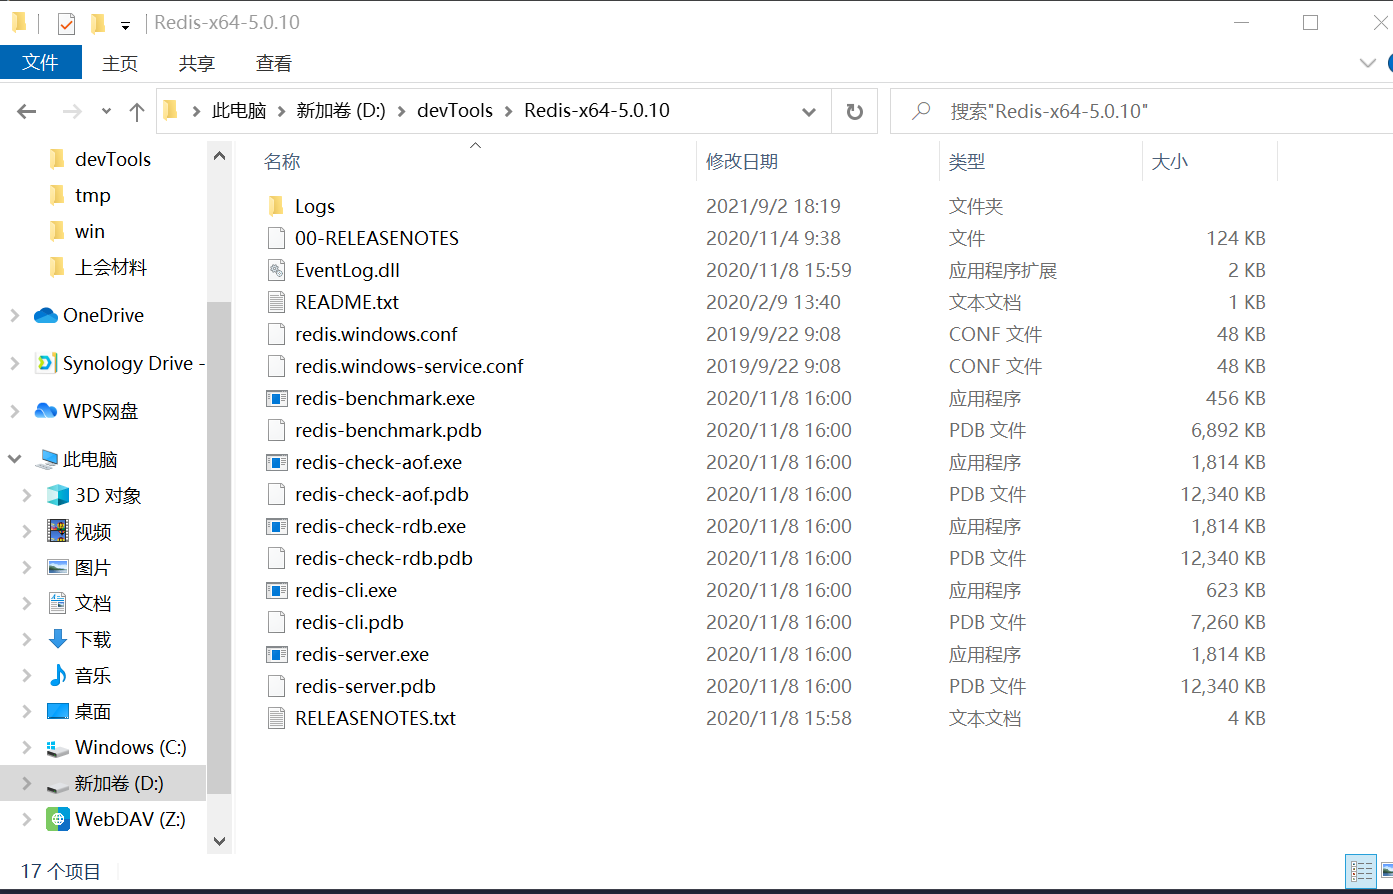 Redis-x64-5.0.10
文件 主页 共享 查看
此电脑 新加卷 (D:) devTools Redis-x64-5.0.10 搜索"Redis-x64-5.0.10"
devTools
tmp
win
上会材料
OneDrive
Synology Drive -
WPS网盘
此电脑
3D 对象
视频
图片
文档
下载
音乐
桌面
Windows (C:)
新加卷 (D:)
WebDAV (Z:)
名称 修改日期 类型 大小
Logs 2021/9/2 18:19 文件夹
00-RELEASENOTES 2020/11/4 9:38 文件 124 KB
EventLog.dll 2020/11/8 15:59 应用程序扩展 2 KB
README.txt 2020/2/9 13:40 文本文档 1 KB
redis.windows.conf 2019/9/22 9:08 CONF 文件 48 KB
redis.windows-service.conf 2019/9/22 9:08 CONF 文件 48 KB
redis-benchmark.exe 2020/11/8 16:00 应用程序 456 KB
redis-benchmark.pdb 2020/11/8 16:00 PDB 文件 6,892 KB
redis-check-aof.exe 2020/11/8 16:00 应用程序 1,814 KB
redis-check-aof.pdb 2020/11/8 16:00 PDB 文件 12,340 KB
redis-check-rdb.exe 2020/11/8 16:00 应用程序 1,814 KB
redis-check-rdb.pdb 2020/11/8 16:00 PDB 文件 12,340 KB
redis-cli.exe 2020/11/8 16:00 应用程序 623 KB
redis-cli.pdb 2020/11/8 16:00 PDB 文件 7,260 KB
redis-server.exe 2020/11/8 16:00 应用程序 1,814 KB
redis-server.pdb 2020/11/8 16:00 PDB 文件 12,340 KB
RELEASENOTES.txt 2020/11/8 15:58 文本文档 4 KB
17 个项目